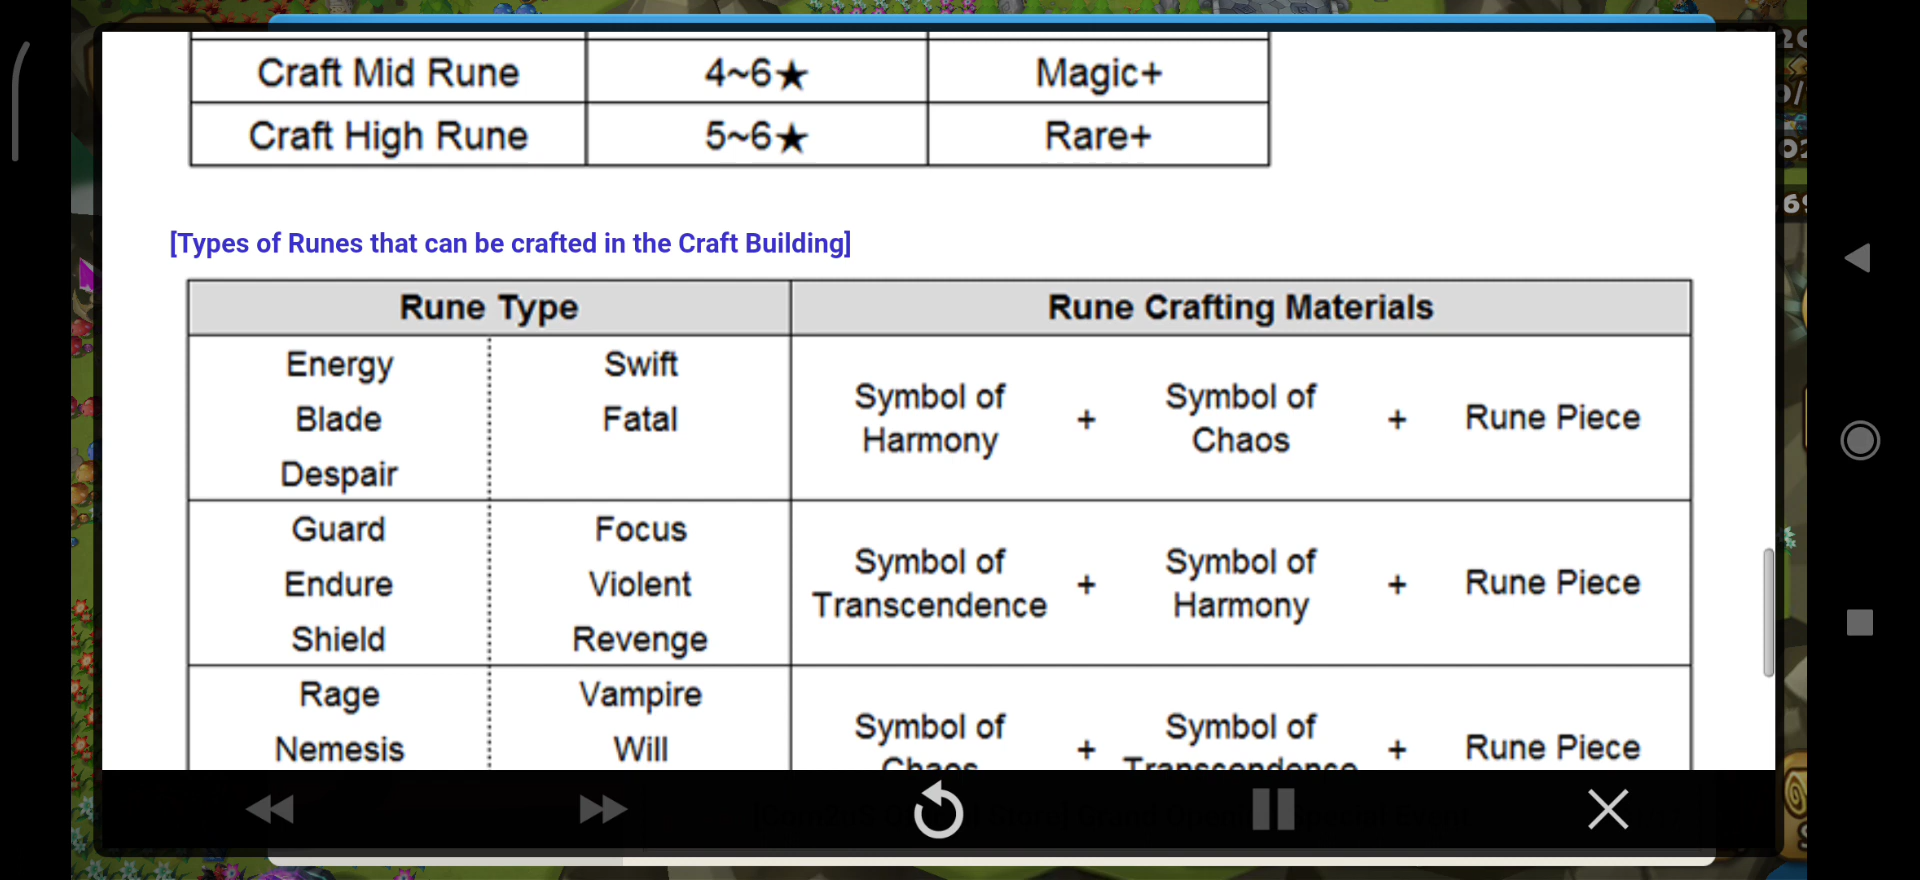 Craft Mid Rune 4~6★ Magic+
Craft High Rune 5~6★ Rare+
[Types of Runes that can be crafted in the Craft Building]
Rune Type Rune Crafting Materials
Energy Swift
Blade Fatal
Despair
Symbol of Harmony + Symbol of Chaos + Rune Piece
Guard Focus
Endure Violent
Shield Revenge
Symbol of Transcendence + Symbol of Harmony + Rune Piece
Rage Vampire
Nemesis Will
Symbol of Chaos + Symbol of Transcendence + Rune Piece